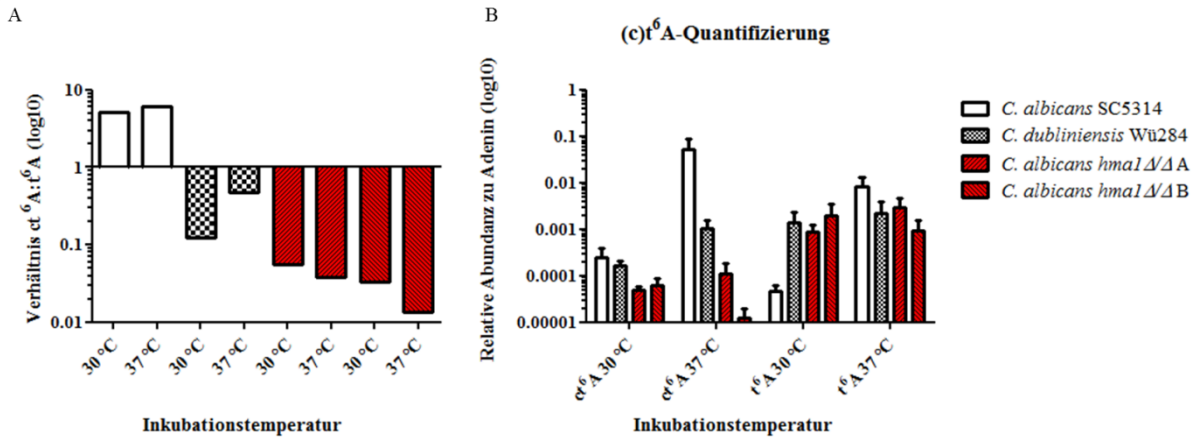 A
Verhältnis ct⁶A:t⁶A (log10)
10
1
0.1
0.01
30 °C
37 °C
30 °C
37 °C
30 °C
37 °C
30 °C
37 °C
Inkubationstemperatur
B
(c)t⁶A-Quantifizierung
Relative Abundanz zu Adenin (log10)
1
0.1
0.01
0.001
0.0001
0.00001
ct⁶A 30 °C
ct⁶A 37 °C
t⁶A 30 °C
t⁶A 37 °C
Inkubationstemperatur
C. albicans SC5314
C. dubliniensis Wü284
C. albicans hma1Δ/Δ A
C. albicans hma1Δ/Δ B